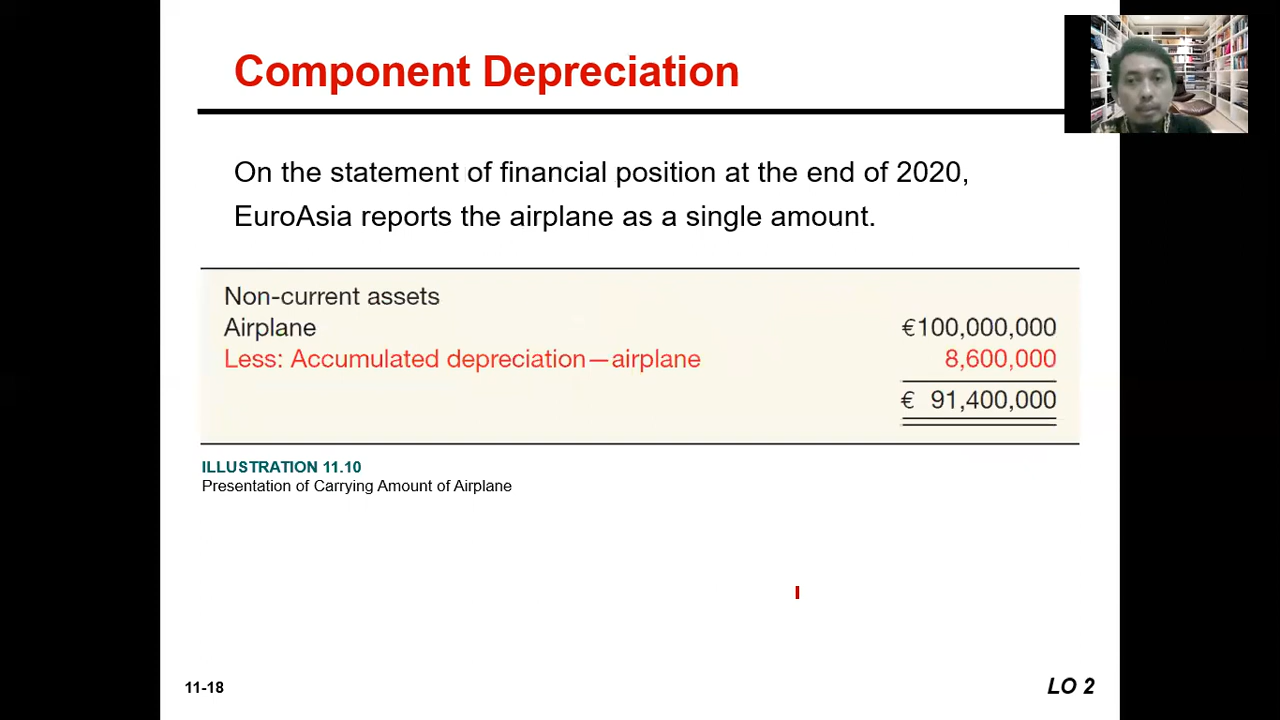 Component Depreciation
On the statement of financial position at the end of 2020,
EuroAsia reports the airplane as a single amount.
Non-current assets
Airplane €100,000,000
Less: Accumulated depreciation—airplane 8,600,000
€ 91,400,000
ILLUSTRATION 11.10
Presentation of Carrying Amount of Airplane
11-18 LO 2